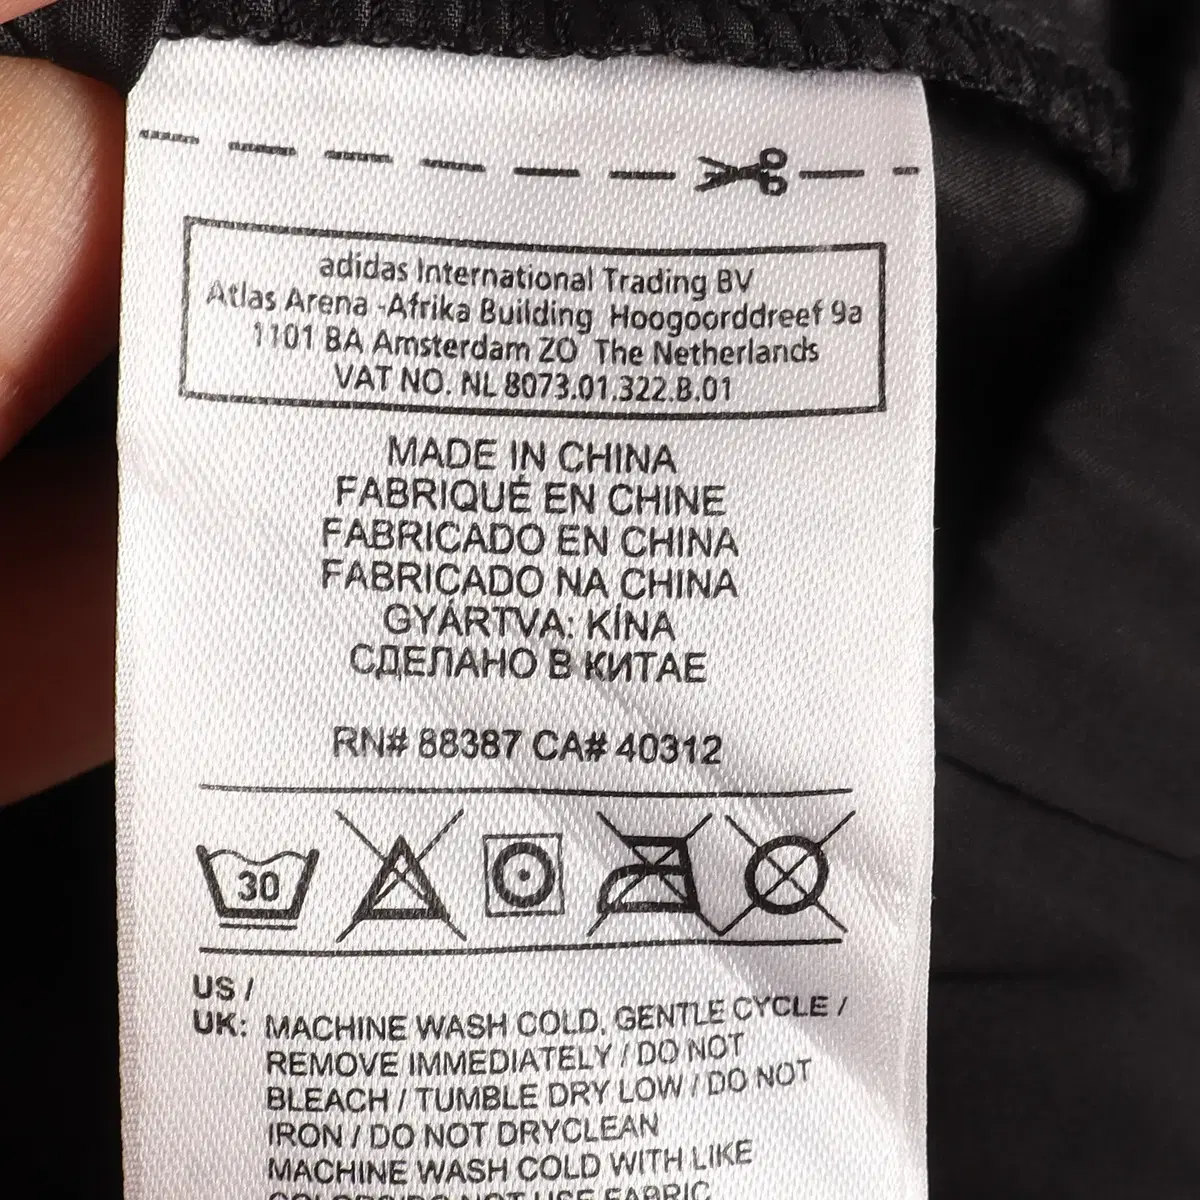 adidas International Trading BV
Atlas Arena -Afrika Building Hoogoorddreef 9a
1101 BA Amsterdam ZO The Netherlands
VAT NO. NL 8073.01.322.B.01
MADE IN CHINA
FABRIQUÉ EN CHINE
FABRICADO EN CHINA
FABRICADO NA CHINA
GYÁRTVA: KÍNA
СДЕЛАНО В КИТАЕ
RN# 88387 CA# 40312
30
US /
UK: MACHINE WASH COLD, GENTLE CYCLE /
REMOVE IMMEDIATELY / DO NOT
BLEACH / TUMBLE DRY LOW / DO NOT
IRON / DO NOT DRYCLEAN
MACHINE WASH COLD WITH LIKE
NOT USE FABRIC